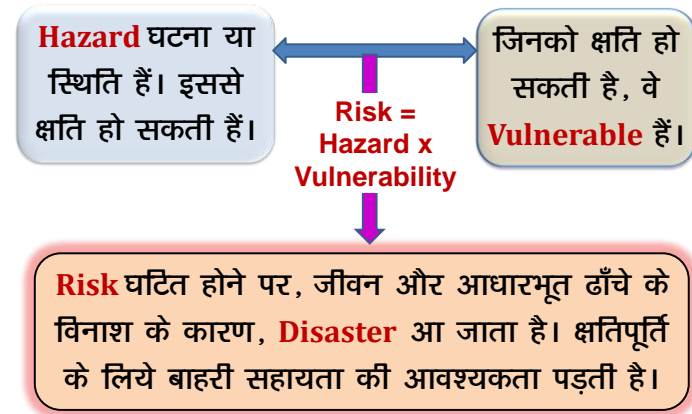 Hazard घटना या
स्थिति हैं। इससे
क्षति हो सकती हैं।
जिनको क्षति हो
सकती है, वे
Vulnerable हैं।
Risk =
Hazard x
Vulnerability
Risk घटित होने पर, जीवन और आधारभूत ढाँचे के
विनाश के कारण, Disaster आ जाता है। क्षतिपूर्ति
के लिये बाहरी सहायता की आवश्यकता पड़ती है।